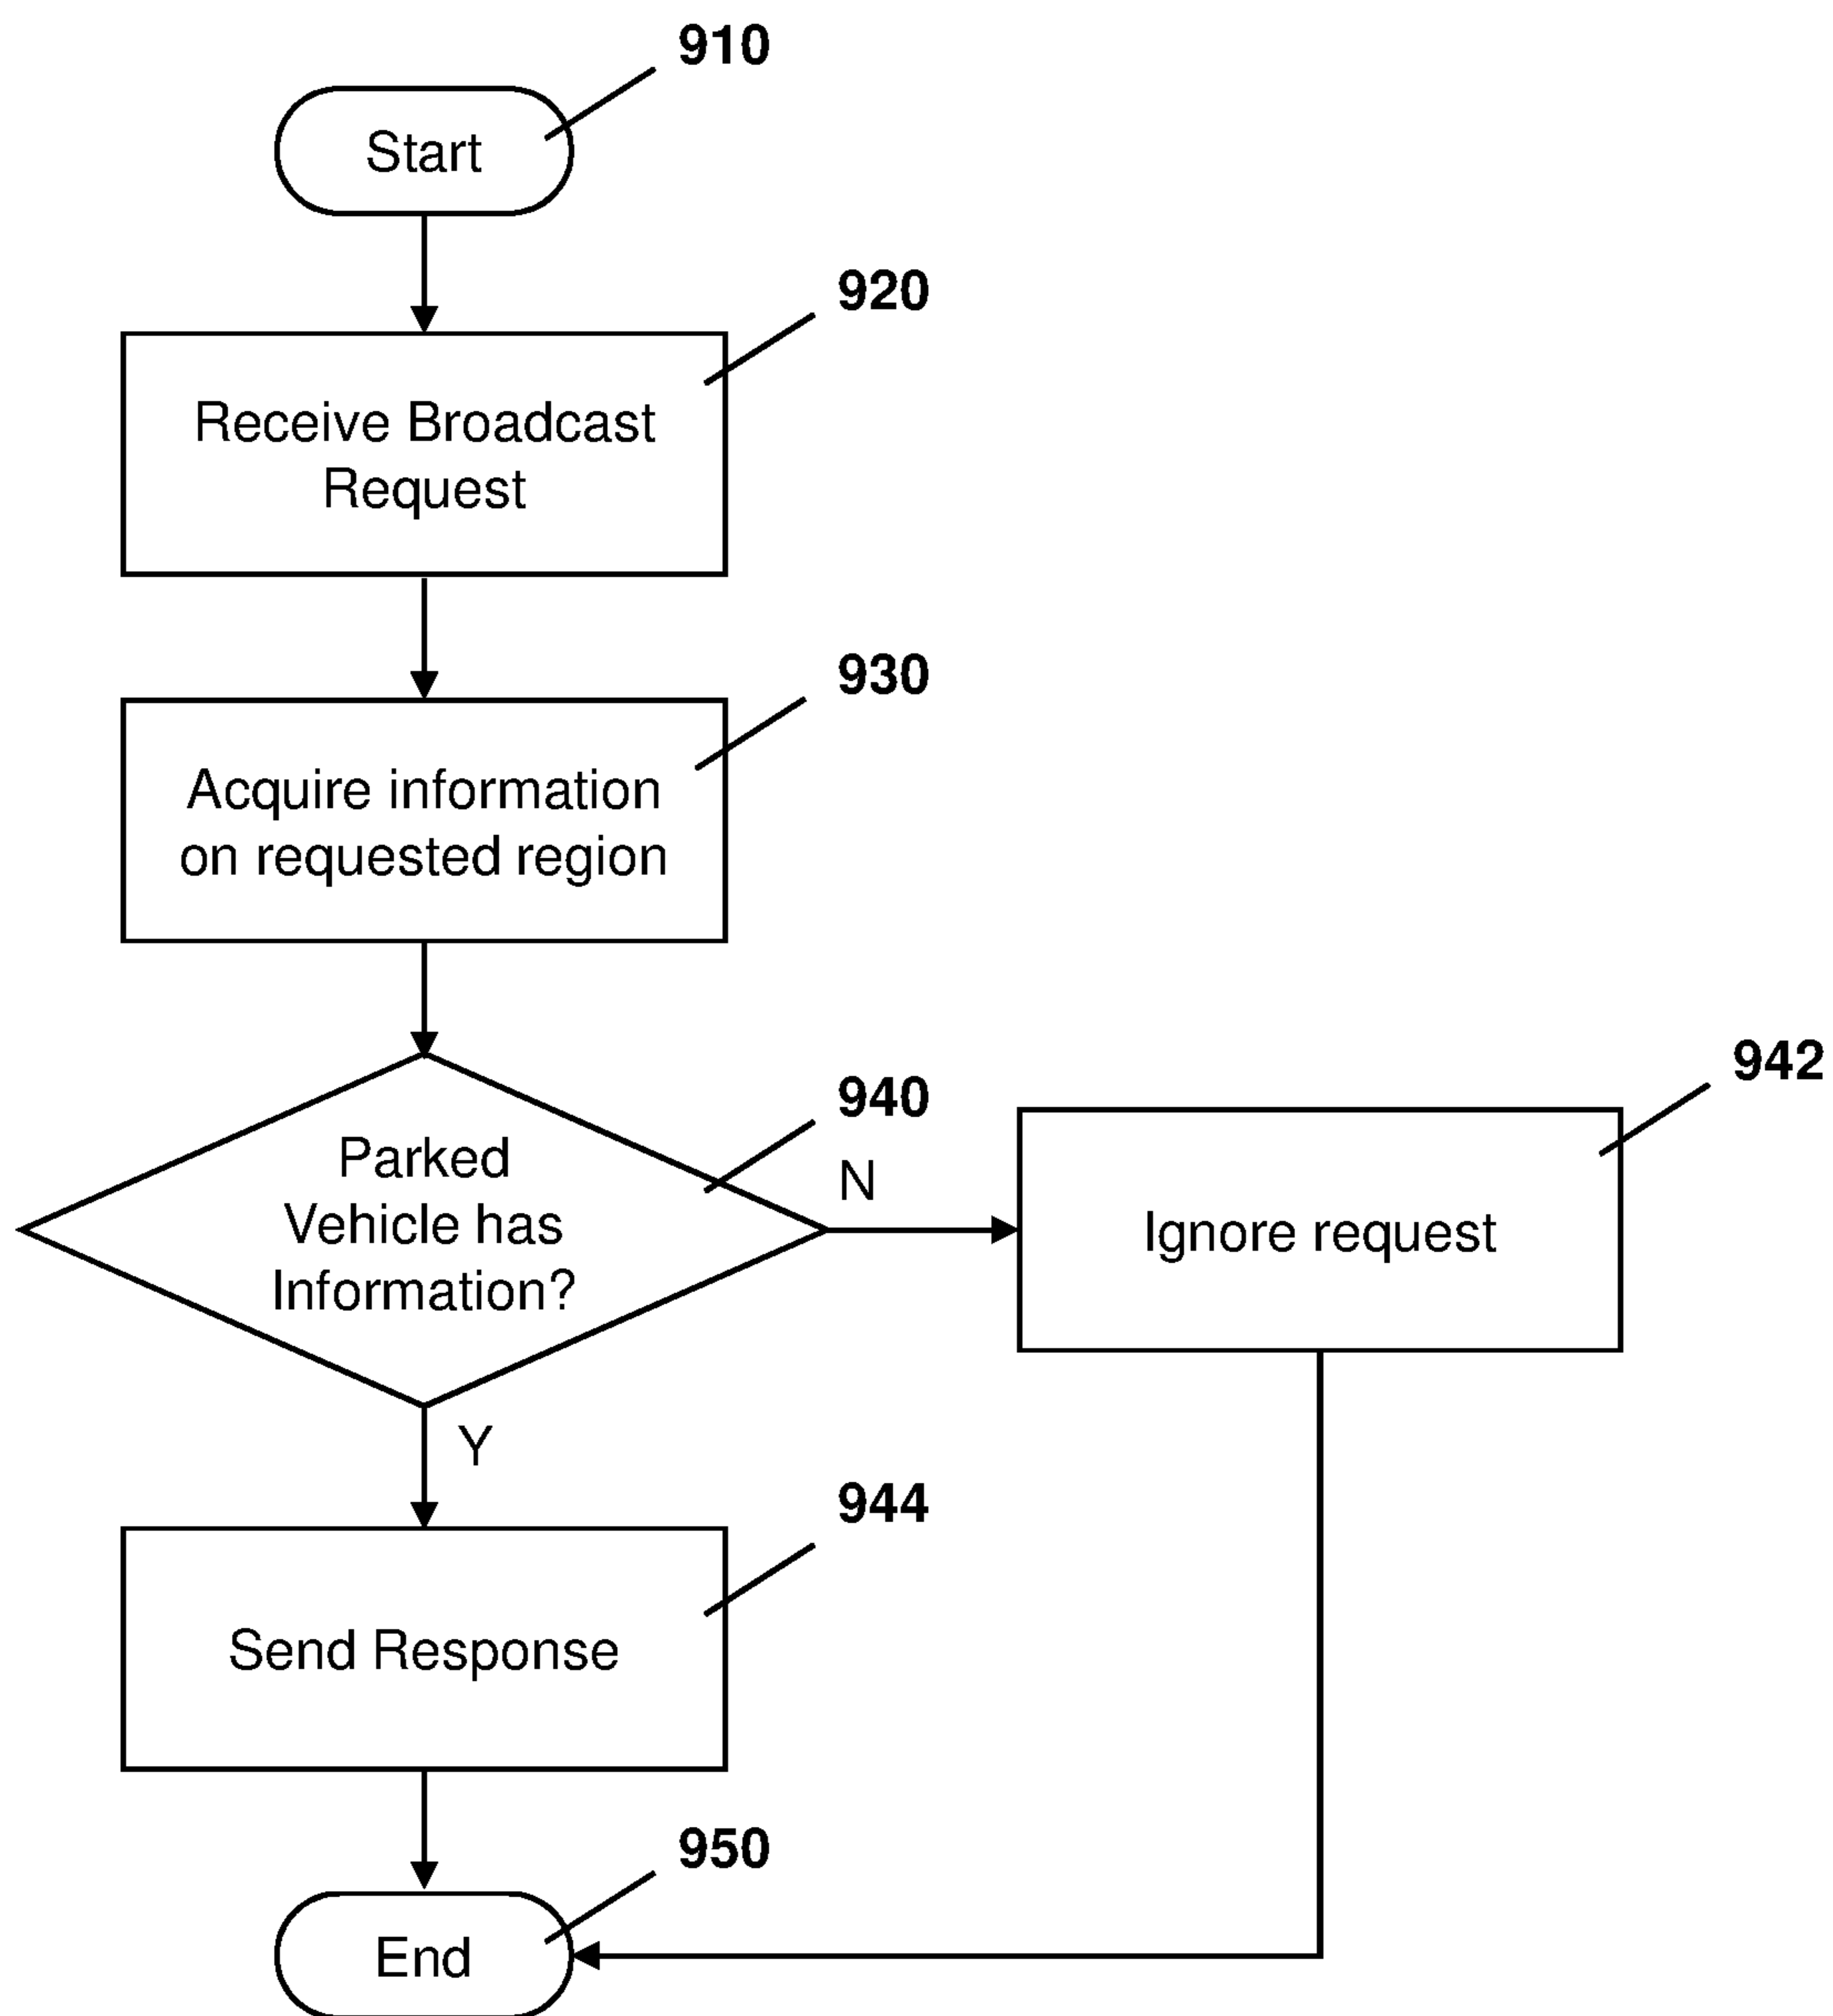 910
Start
920
Receive Broadcast
Request
930
Acquire information
on requested region
940
942
Parked
Vehicle has
Information?
N
Ignore request
Y
944
Send Response
950
End